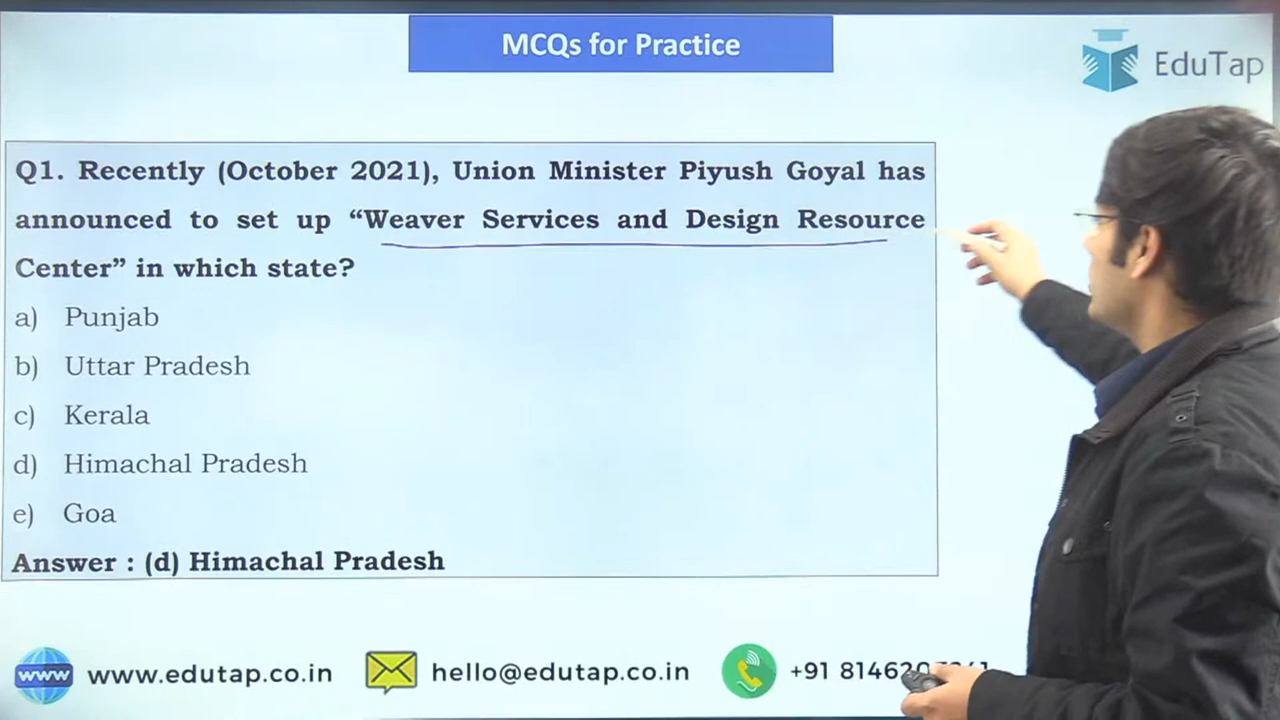 MCQs for Practice
EduTap
Q1. Recently (October 2021), Union Minister Piyush Goyal has
announced to set up “Weaver Services and Design Resource
Center” in which state?
a) Punjab
b) Uttar Pradesh
c) Kerala
d) Himachal Pradesh
e) Goa
Answer : (d) Himachal Pradesh
www www.edutap.co.in hello@edutap.co.in +91